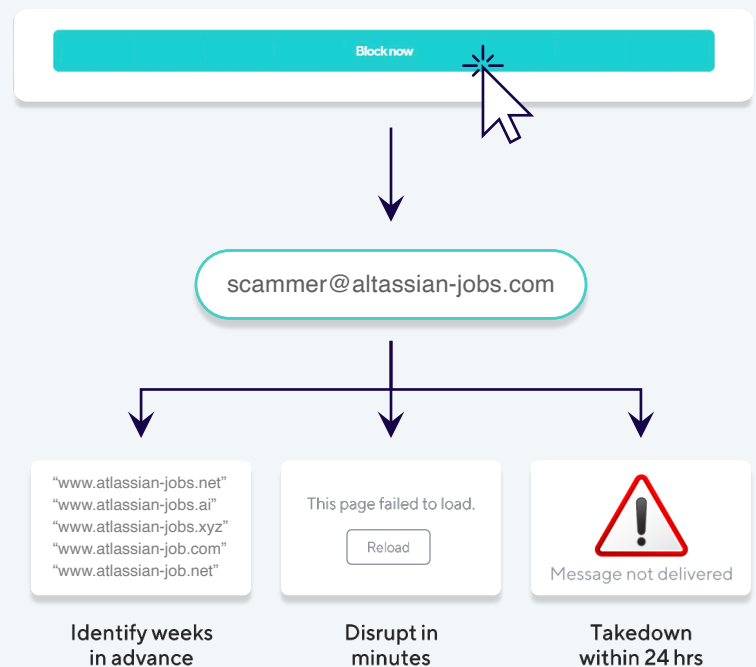 Block now
scammer@altassian-jobs.com
“www.atlassian-jobs.net”
“www.atlassian-jobs.ai”
“www.atlassian-jobs.xyz”
“www.atlassian-job.com”
“www.atlassian-job.net”
This page failed to load.
Reload
Message not delivered
Identify weeks
in advance
Disrupt in
minutes
Takedown
within 24 hrs